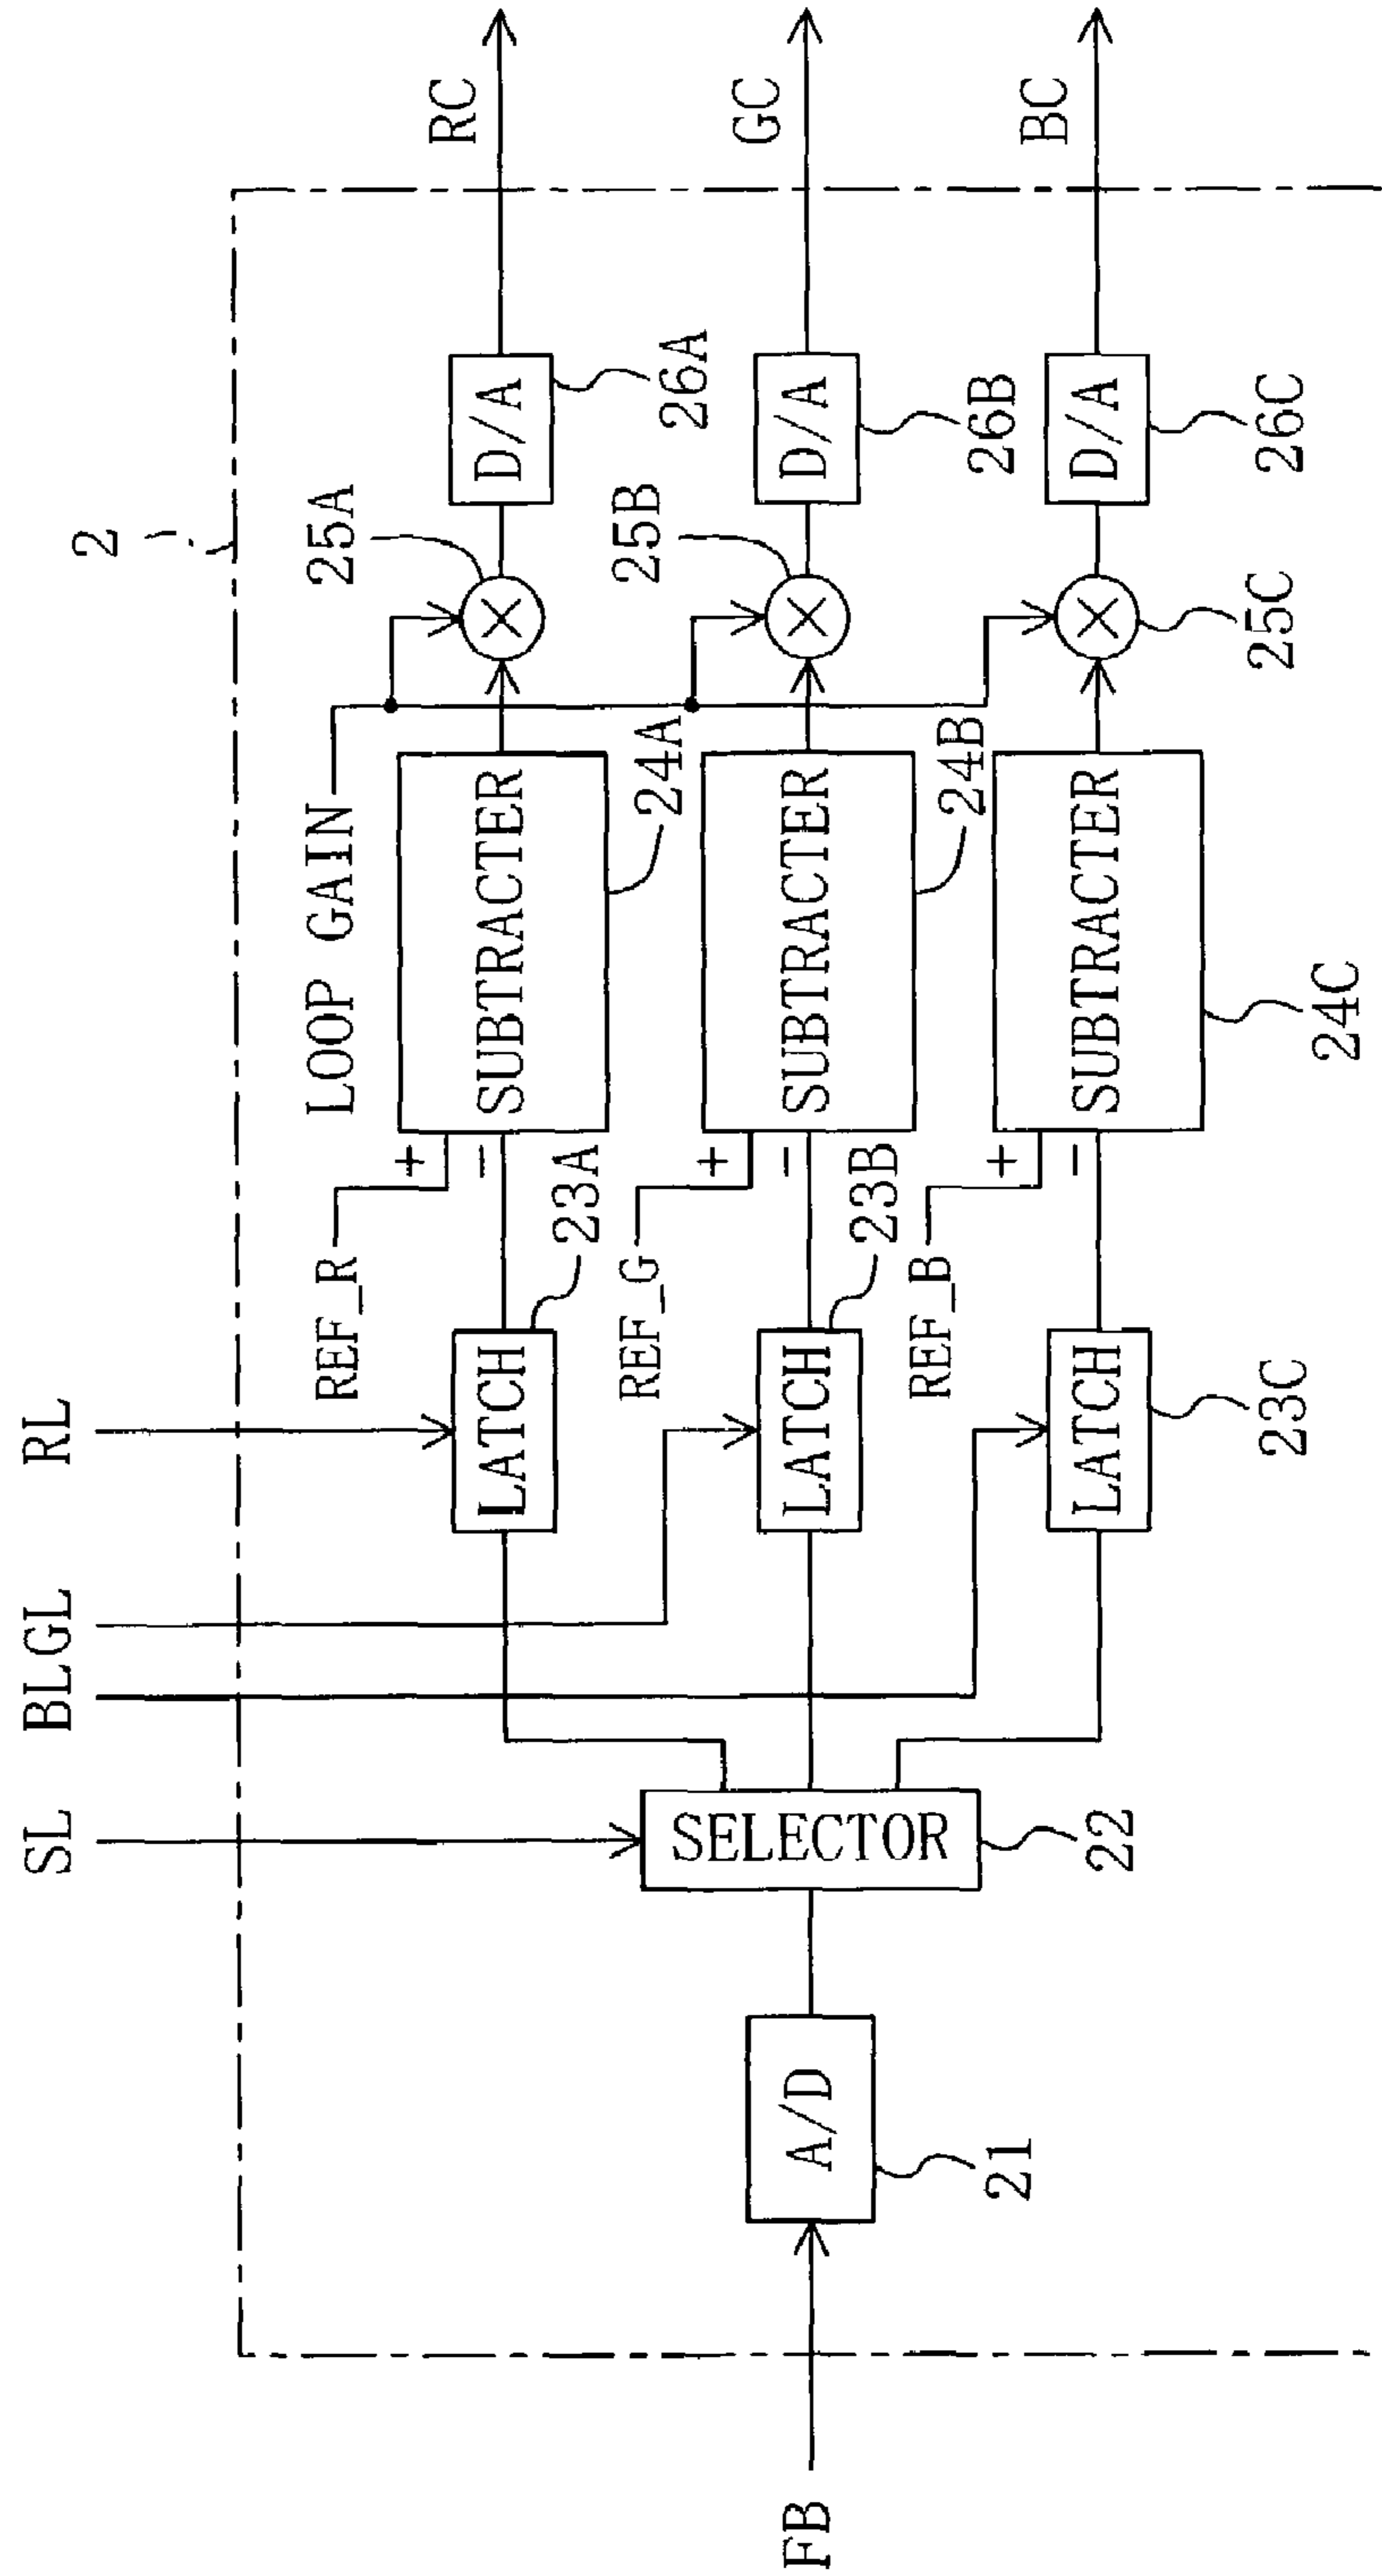 SL
BLGL
RL
2
LOOP GAIN
25A
RC
REF_R
+
-
LATCH
23A
SUBTRACTER
24A
D/A
26A
25B
GC
FB
A/D
21
SELECTOR
22
REF_G
+
-
LATCH
23B
SUBTRACTER
24B
D/A
26B
BC
REF_B
+
-
LATCH
23C
SUBTRACTER
24C
25C
D/A
26C